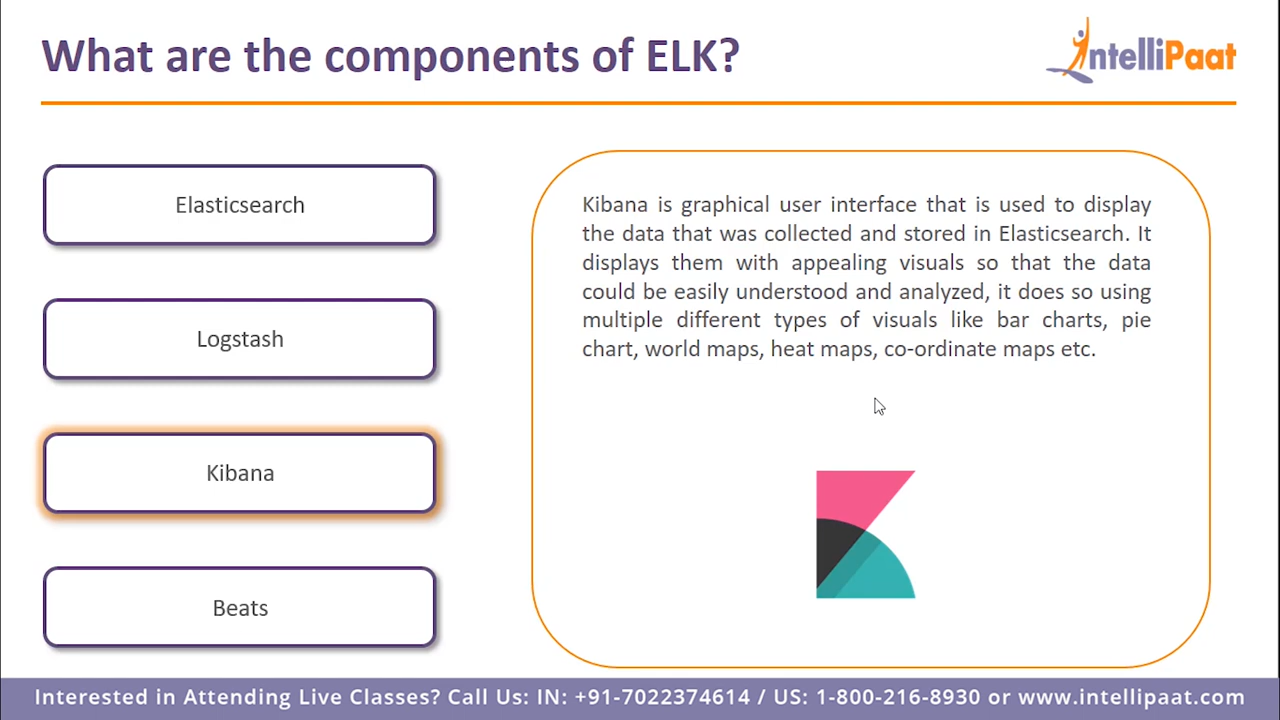 What are the components of ELK?
IntelliPaat
Elasticsearch
Logstash
Kibana
Beats
Kibana is graphical user interface that is used to display
the data that was collected and stored in Elasticsearch. It
displays them with appealing visuals so that the data
could be easily understood and analyzed, it does so using
multiple different types of visuals like bar charts, pie
chart, world maps, heat maps, co-ordinate maps etc.
Interested in Attending Live Classes? Call Us: IN: +91-7022374614 / US: 1-800-216-8930 or www.intellipaat.com